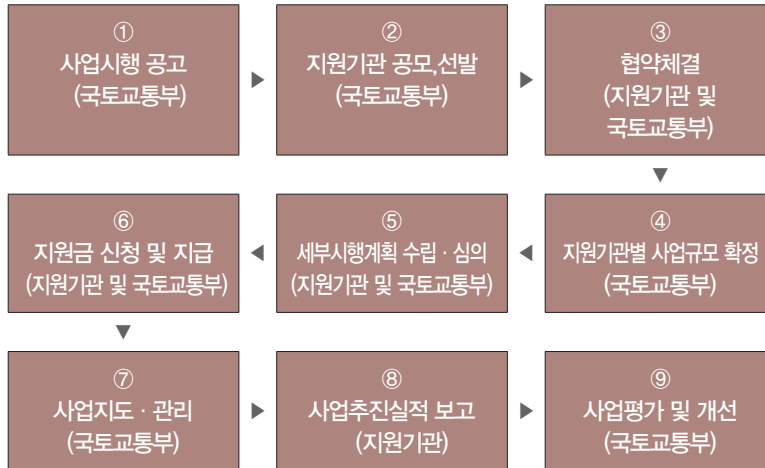 ①
사업시행 공고
(국토교통부)
②
지원기관 공모,선발
(국토교통부)
③
협약체결
(지원기관 및
국토교통부)
④
지원기관별 사업규모 확정
(국토교통부)
⑤
세부시행계획 수립 · 심의
(지원기관 및 국토교통부)
⑥
지원금 신청 및 지급
(지원기관 및 국토교통부)
⑦
사업지도 · 관리
(국토교통부)
⑧
사업추진실적 보고
(지원기관)
⑨
사업평가 및 개선
(국토교통부)